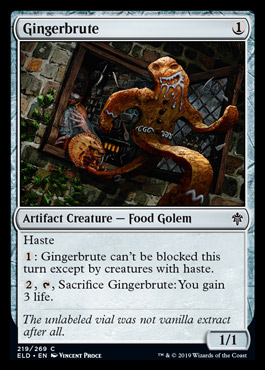 Gingerbrute 1
Artifact Creature — Food Golem
Haste
1: Gingerbrute can't be blocked this
turn except by creatures with haste.
2, , Sacrifice Gingerbrute: You gain
3 life.
The unlabeled vial was not vanilla extract
after all.
1/1
219/269 C
ELD • EN Vincent Proce
™ & © 2019 Wizards of the Coast